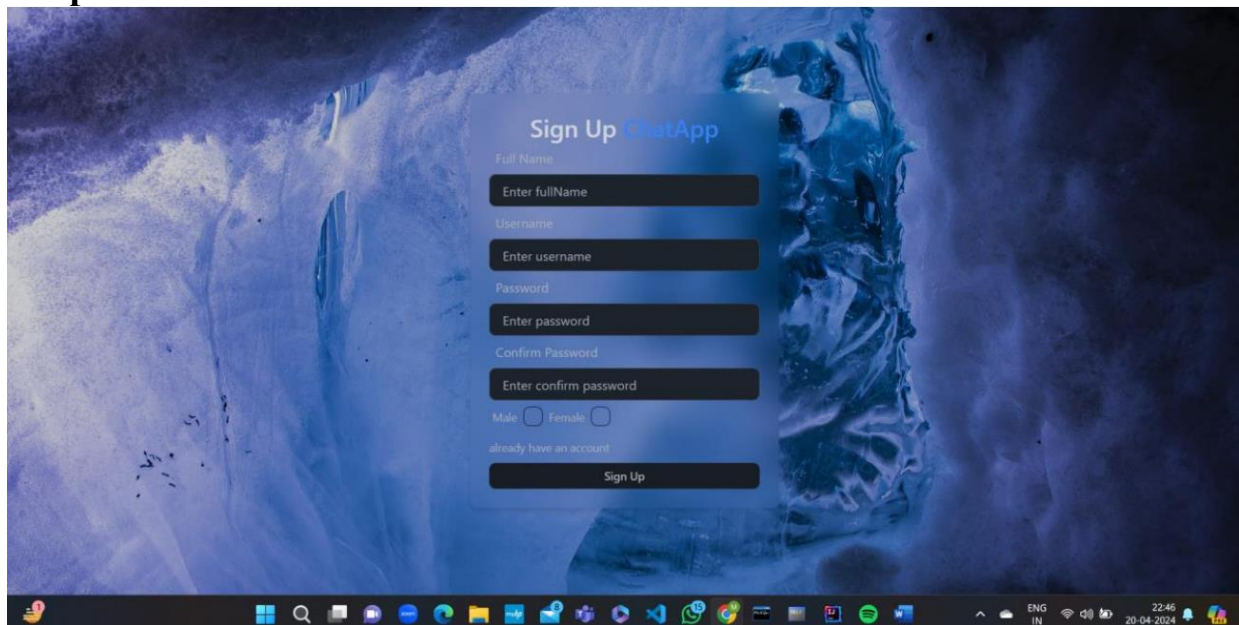 Sign Up ChatApp
Full Name
Enter fullName
Username
Enter username
Password
Enter password
Confirm Password
Enter confirm password
Male Female
already have an account
Sign Up
ENG
IN
22:46
20-04-2024